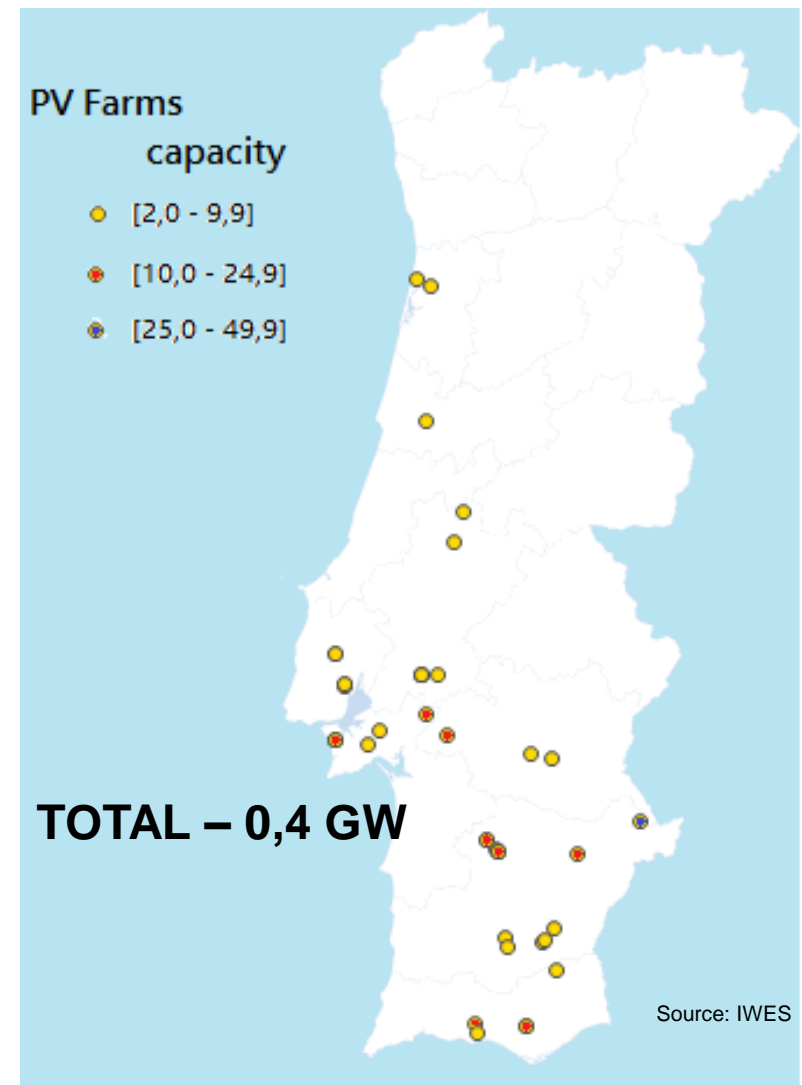 PV Farms
capacity
[2,0 - 9,9]
[10,0 - 24,9]
[25,0 - 49,9]
TOTAL – 0,4 GW
Source: IWES